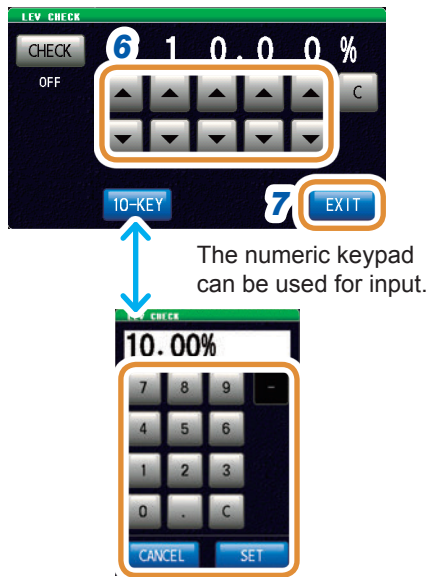 LEV CHECK
CHECK 6 1 0.0 0 %
OFF
C
10-KEY 7 EXIT
The numeric keypad
can be used for input.
LEV CHECK
10.00%
7 8 9 -
4 5 6
1 2 3
0 . C
CANCEL SET